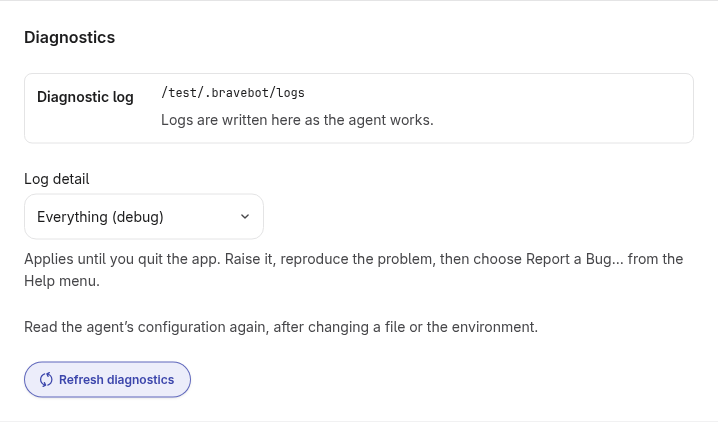 Diagnostics
Diagnostic log
/test/.bravebot/logs
Logs are written here as the agent works.
Log detail
Everything (debug)
Applies until you quit the app. Raise it, reproduce the problem, then choose Report a Bug... from the
Help menu.
Read the agent’s configuration again, after changing a file or the environment.
Refresh diagnostics